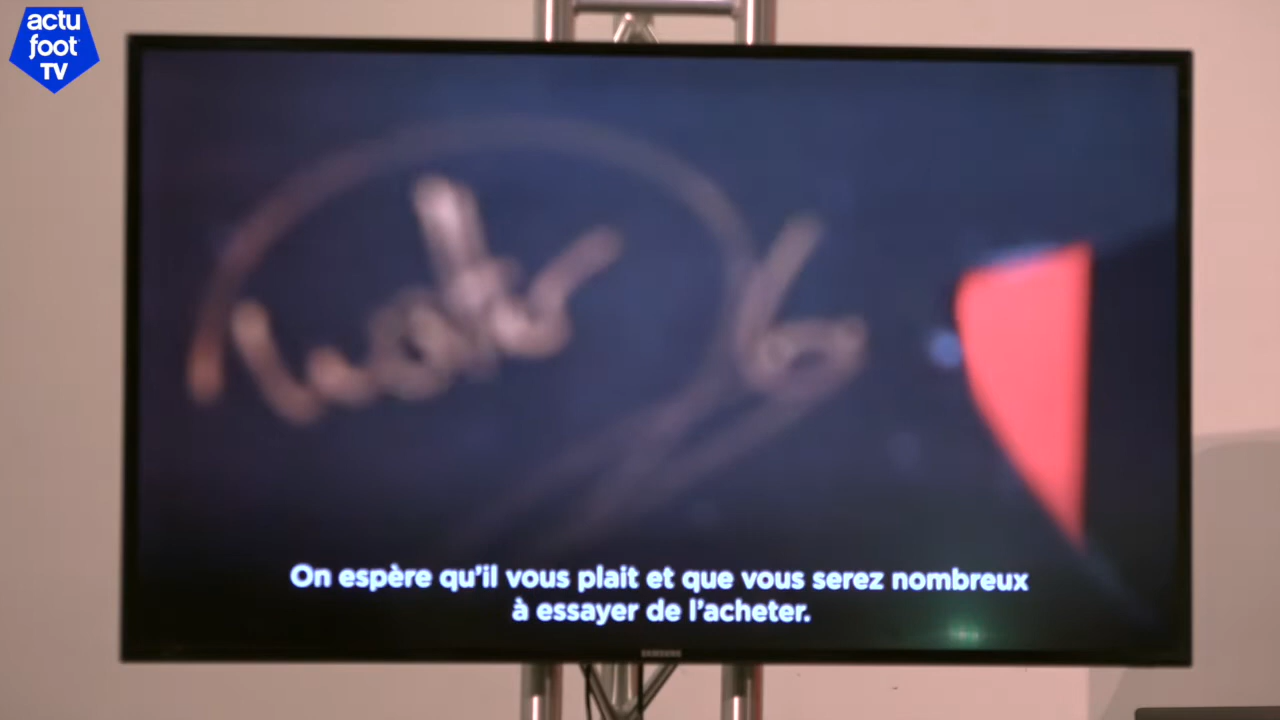 actu
foot
TV
On espère qu'il vous plait et que vous serez nombreux
à essayer de l'acheter.
SAMSUNG